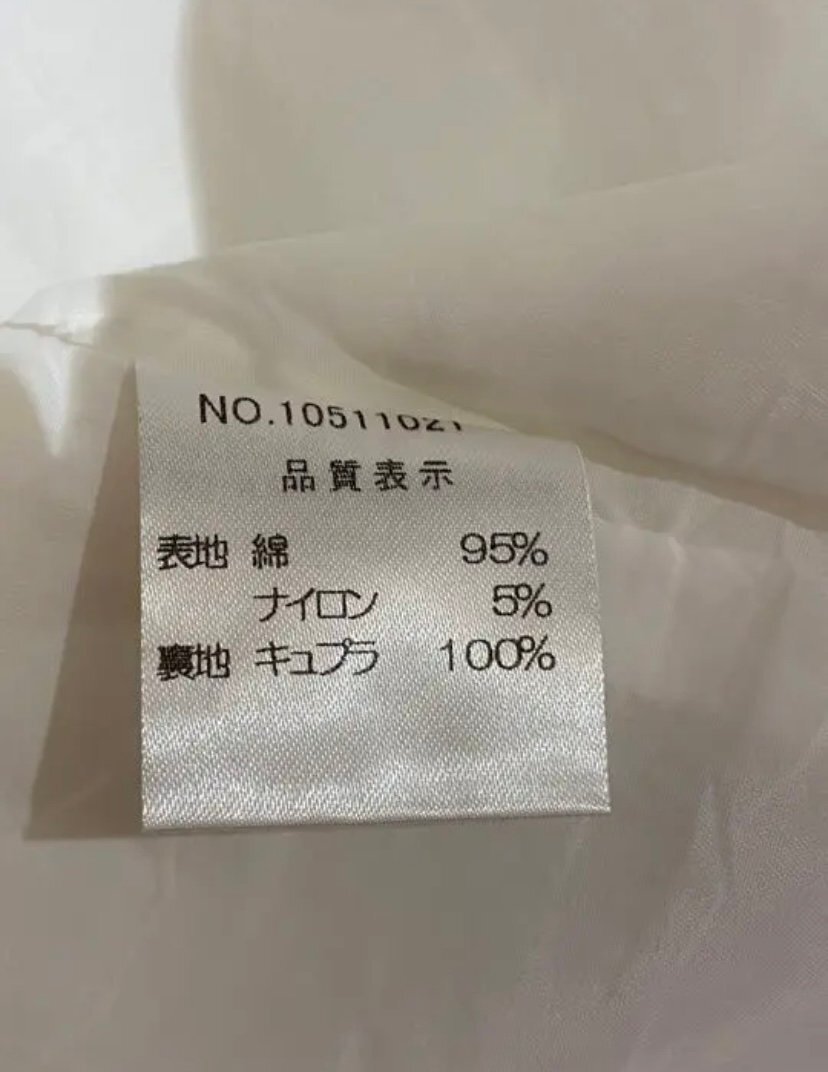 NO.10511021
品質表示
表地 綿 95%
ナイロン 5%
裏地 キュプラ 100%